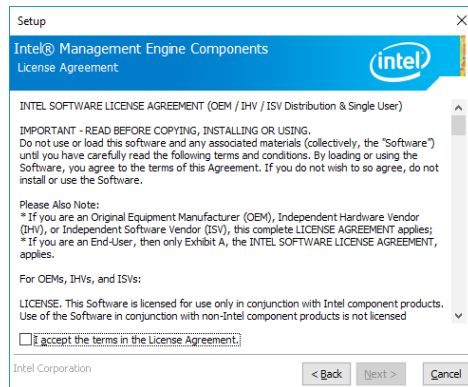 Setup
Intel® Management Engine Components
License Agreement
intel
INTEL SOFTWARE LICENSE AGREEMENT (OEM / IHV / ISV Distribution & Single User)
IMPORTANT - READ BEFORE COPYING, INSTALLING OR USING.
Do not use or load this software and any associated materials (collectively, the "Software")
until you have carefully read the following terms and conditions. By loading or using the
Software, you agree to the terms of this Agreement. If you do not wish to so agree, do not
install or use the Software.
Please Also Note:
* If you are an Original Equipment Manufacturer (OEM), Independent Hardware Vendor
(IHV), or Independent Software Vendor (ISV), this complete LICENSE AGREEMENT applies;
* If you are an End-User, then only Exhibit A, the INTEL SOFTWARE LICENSE AGREEMENT,
applies.
For OEMs, IHVs, and ISVs:
LICENSE. This Software is licensed for use only in conjunction with Intel component products.
Use of the Software in conjunction with non-Intel component products is not licensed
I accept the terms in the License Agreement.
Intel Corporation
< Back Next > Cancel